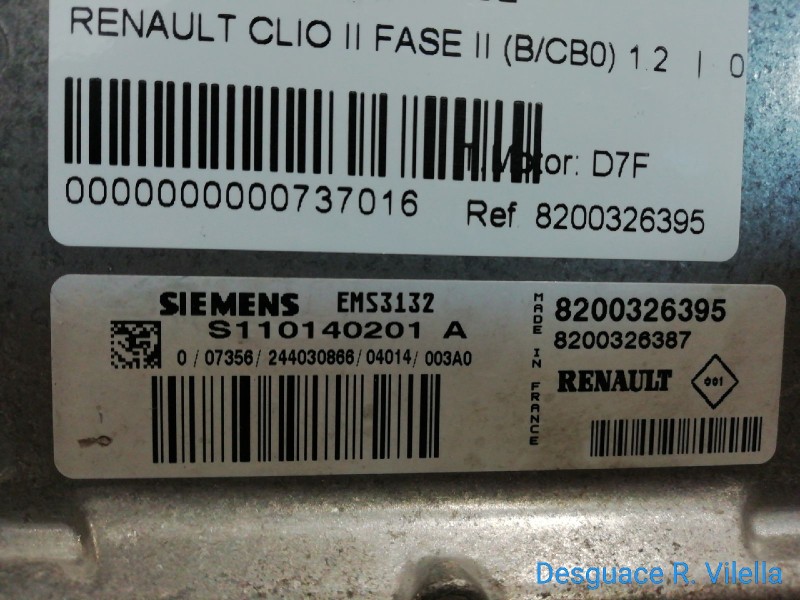 RENAULT CLIO II FASE II (B/CB0) 1.2 | 0
T.Motor: D7F
0000000000737016
Ref 8200326395
SIEMENS EMS3132
S110140201 A
0 / 07356 / 244030866 / 04014 / 003A0
MADE IN FRANCE
8200326395
8200326387
RENAULT
001
Desguace R. Vilella